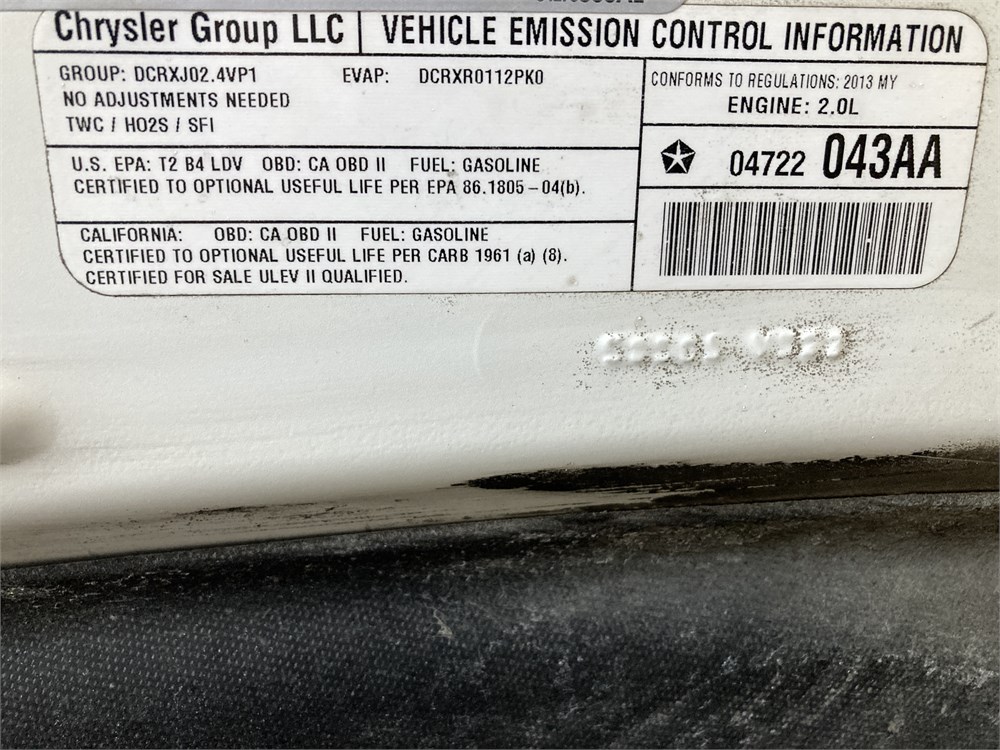 Chrysler Group LLC | VEHICLE EMISSION CONTROL INFORMATION
GROUP: DCRXJ02.4VP1 EVAP: DCRXR0112PK0
NO ADJUSTMENTS NEEDED
TWC / HO2S / SFI
CONFORMS TO REGULATIONS: 2013 MY
ENGINE: 2.0L
04722 043AA
U.S. EPA: T2 B4 LDV OBD: CA OBD II FUEL: GASOLINE
CERTIFIED TO OPTIONAL USEFUL LIFE PER EPA 86.1805-04(b).
CALIFORNIA: OBD: CA OBD II FUEL: GASOLINE
CERTIFIED TO OPTIONAL USEFUL LIFE PER CARB 1961 (a) (8).
CERTIFIED FOR SALE ULEV II QUALIFIED.